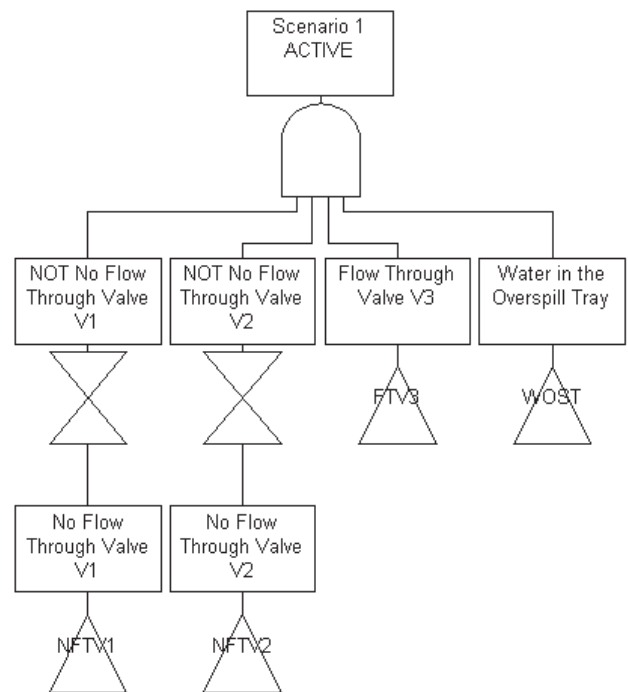 Scenario 1
ACTIVE
NOT No Flow
Through Valve
V1
NOT No Flow
Through Valve
V2
Flow Through
Valve V3
Water in the
Overspill Tray
FTV3
WOST
No Flow
Through Valve
V1
No Flow
Through Valve
V2
NFTV1
NFTV2